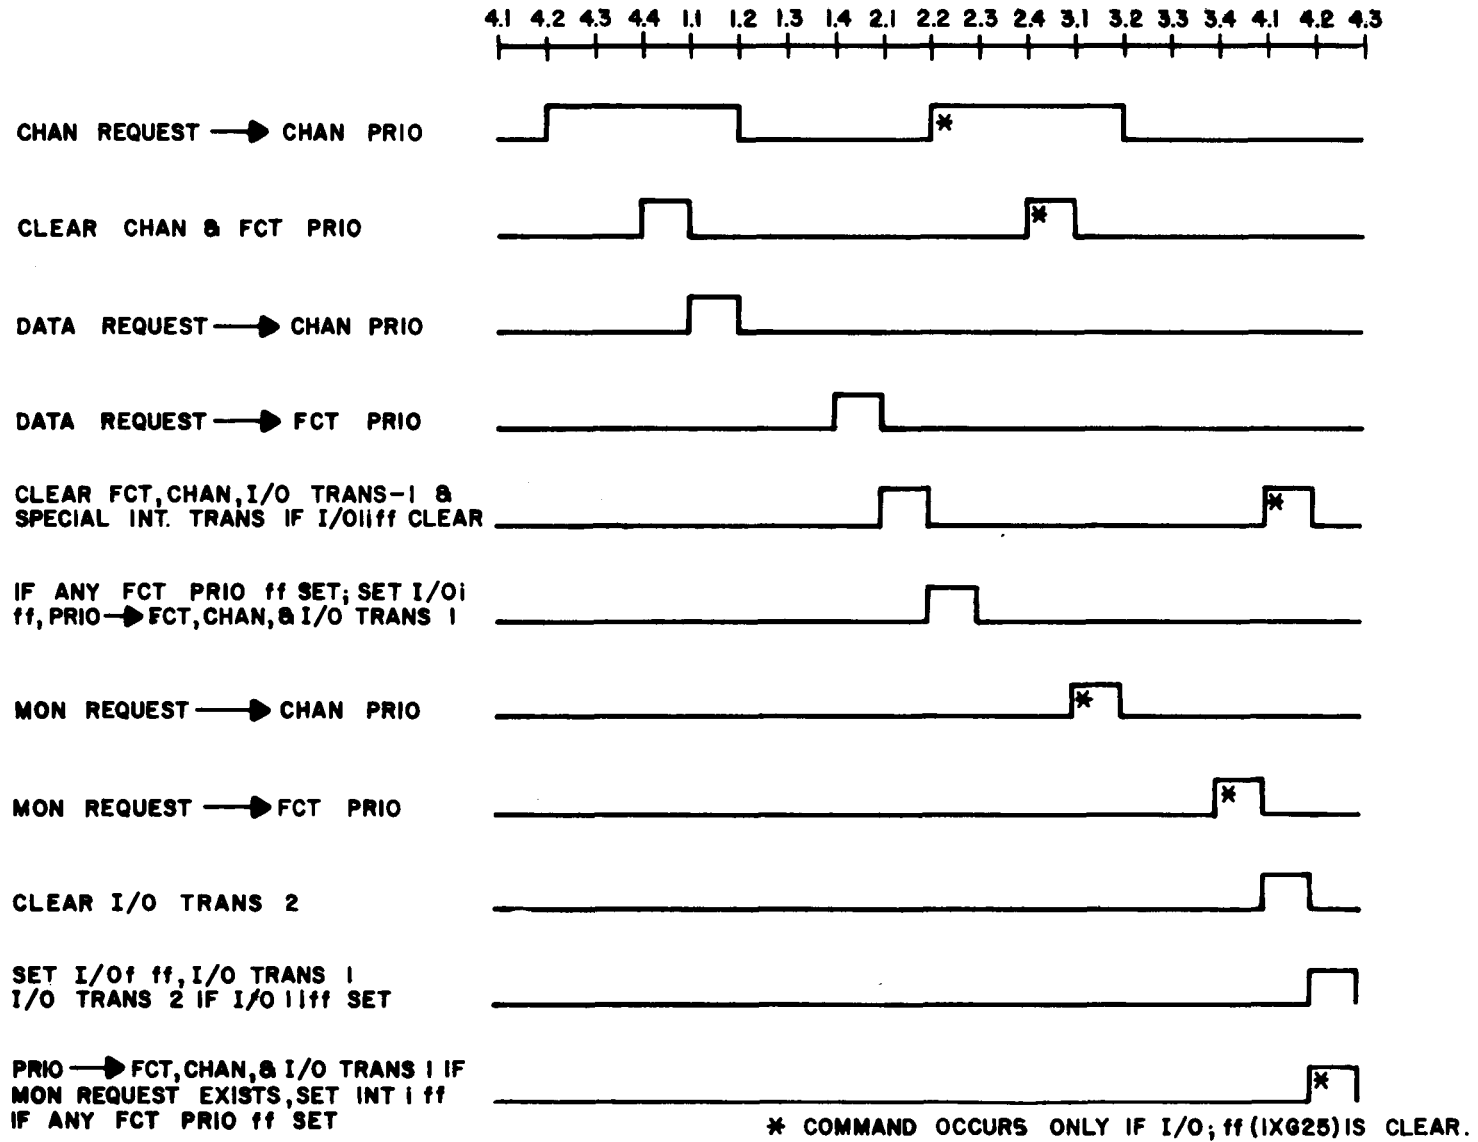 4.1 4.2 4.3 4.4 1.1 1.2 1.3 1.4 2.1 2.2 2.3 2.4 3.1 3.2 3.3 3.4 4.1 4.2 4.3
CHAN REQUEST → CHAN PRIO
*
CLEAR CHAN & FCT PRIO
*
DATA REQUEST → CHAN PRIO
DATA REQUEST → FCT PRIO
CLEAR FCT, CHAN, I/O TRANS-1 &
SPECIAL INT. TRANS IF I/O1iff CLEAR
*
IF ANY FCT PRIO ff SET; SET I/Oi
ff, PRIO → FCT, CHAN, & I/O TRANS 1
MON REQUEST → CHAN PRIO
*
MON REQUEST → FCT PRIO
*
CLEAR I/O TRANS 2
SET I/Of ff, I/O TRANS 1
I/O TRANS 2 IF I/O 1iff SET
PRIO → FCT, CHAN, & I/O TRANS 1 IF
MON REQUEST EXISTS, SET INT i ff
IF ANY FCT PRIO ff SET
*
* COMMAND OCCURS ONLY IF I/O; ff (1XG25) IS CLEAR.